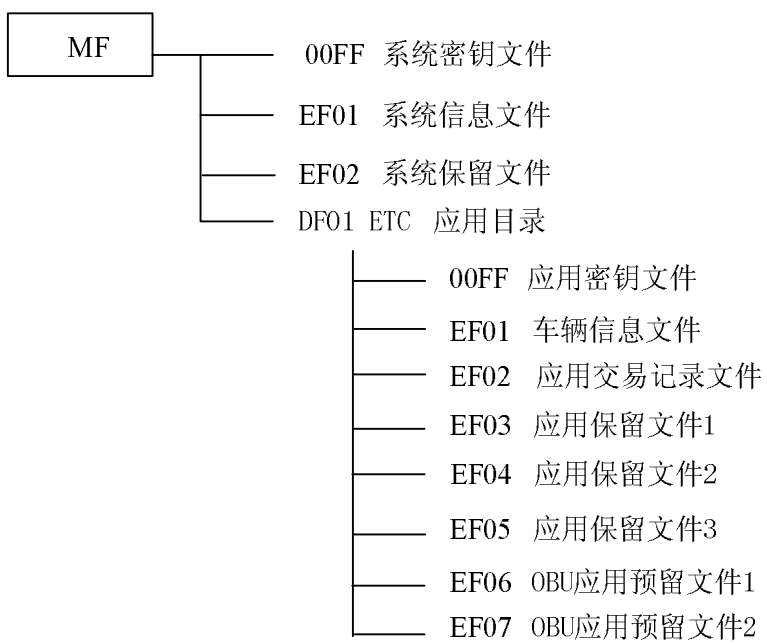 MF
00FF 系统密钥文件
EF01 系统信息文件
EF02 系统保留文件
DF01 ETC 应用目录
00FF 应用密钥文件
EF01 车辆信息文件
EF02 应用交易记录文件
EF03 应用保留文件1
EF04 应用保留文件2
EF05 应用保留文件3
EF06 OBU应用预留文件1
EF07 OBU应用预留文件2